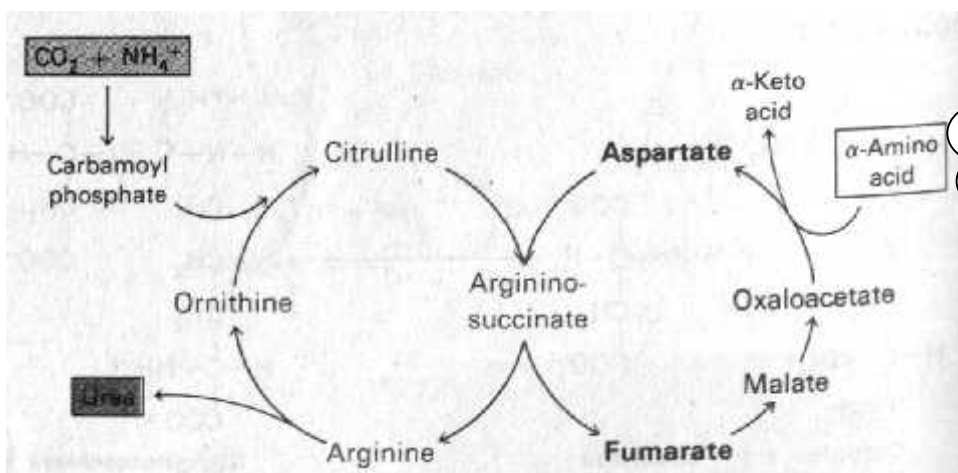 CO₂ + NH₄⁺
α-Keto
acid
Carbamoyl
phosphate
Citrulline
Aspartate
α-Amino
acid
Ornithine
Arginino-
succinate
Oxaloacetate
Malate
Urea
Arginine
Fumarate